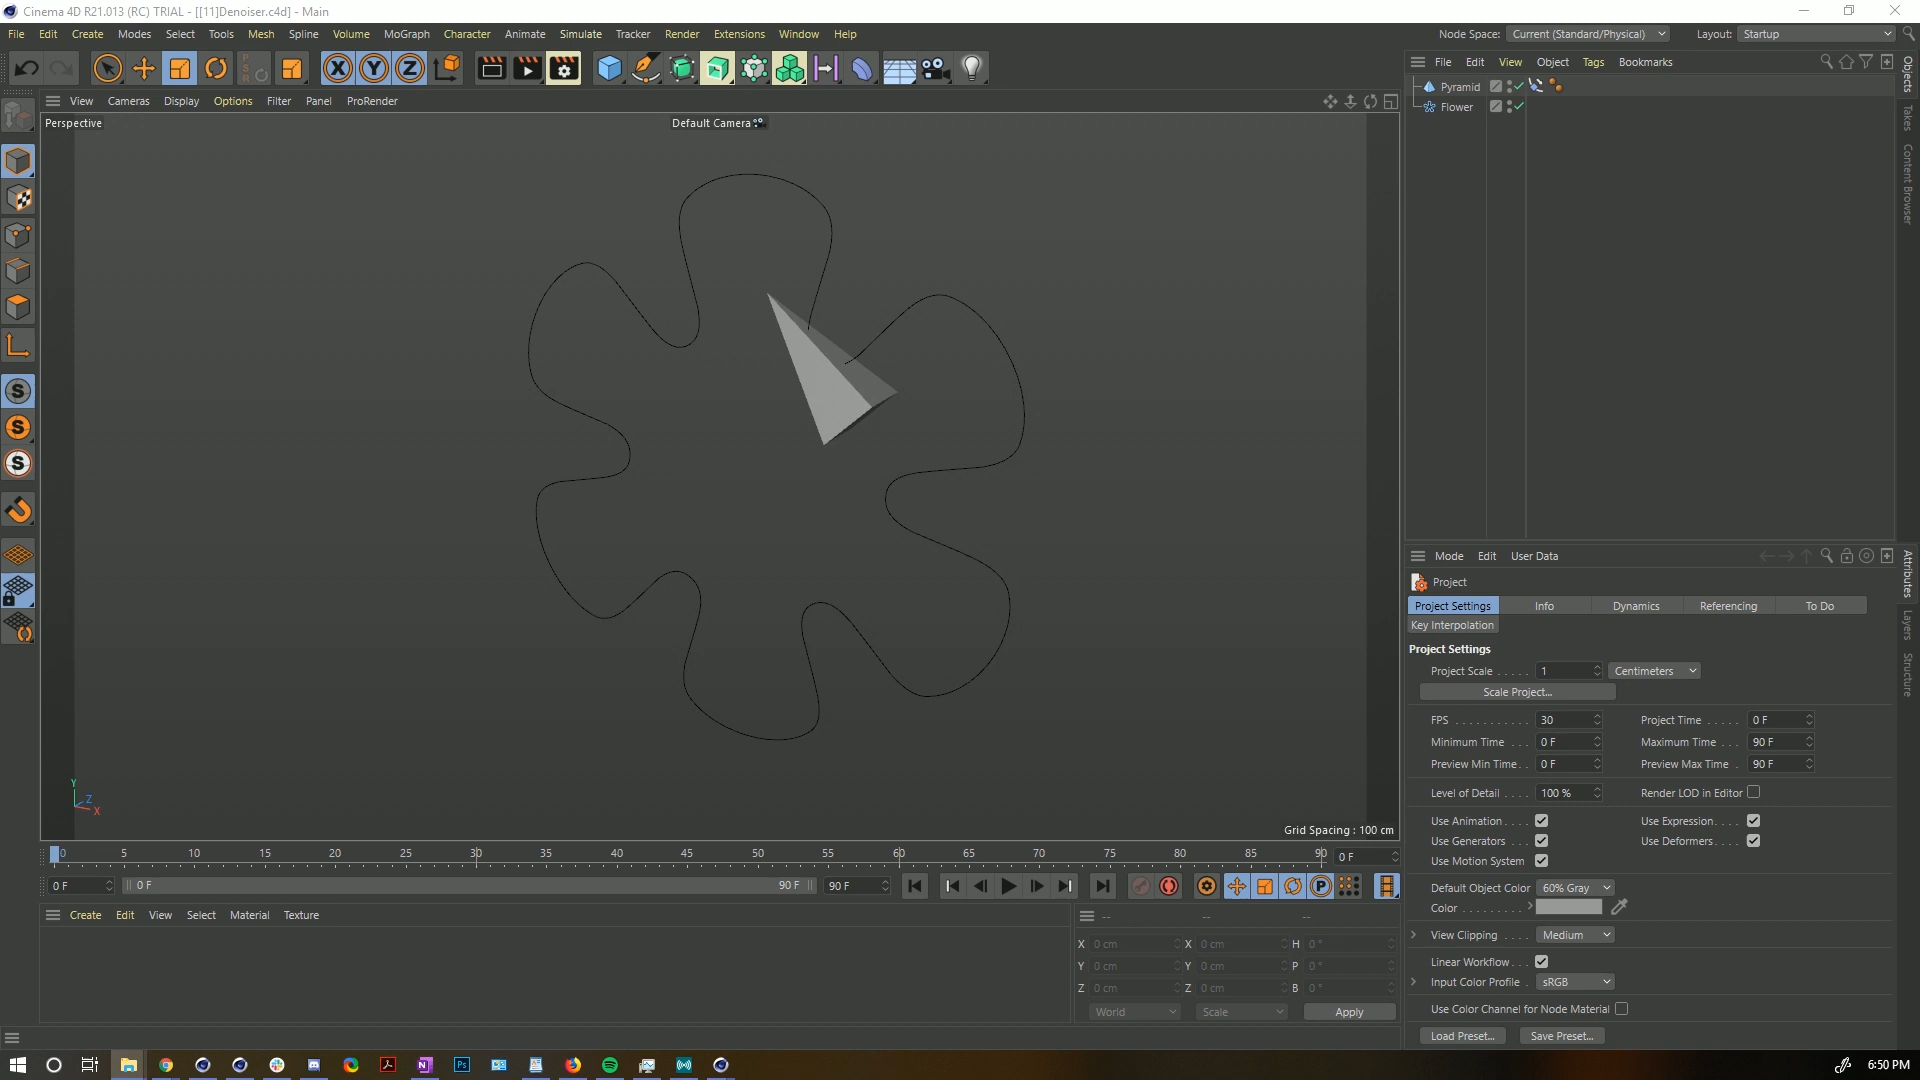 Cinema 4D R21.013 (RC) TRIAL - [[11]Denoiser.c4d] - Main
File Edit Create Modes Select Tools Mesh Spline Volume MoGraph Character Animate Simulate Tracker Render Extensions Window Help
Node Space: Current (Standard/Physical) Layout: Startup
PSR X Y Z
File Edit View Object Tags Bookmarks
Pyramid
Flower
Objects
Takes
Content Browser
View Cameras Display Options Filter Panel ProRender
Perspective
Default Camera
S
S
S
Y
Z
X
Grid Spacing : 100 cm
Mode Edit User Data
Project
Project Settings Info Dynamics Referencing To Do
Key Interpolation
Attributes
Layers
Structure
Project Settings
Project Scale . . . . . 1 Centimeters
Scale Project...
FPS . . . . . . . . . . . 30 Project Time . . . . . 0 F
Minimum Time . . . 0 F Maximum Time . . . 90 F
Preview Min Time . . 0 F Preview Max Time . 90 F
Level of Detail . . . . 100 % Render LOD in Editor
Use Animation . . . . Use Expression . . . .
Use Generators . . . Use Deformers . . . .
Use Motion System
Default Object Color 60% Gray
Color . . . . . . . . .
View Clipping . . . . Medium
Linear Workflow . . .
Input Color Profile . sRGB
Use Color Channel for Node Material
Load Preset... Save Preset...
0 5 10 15 20 25 30 35 40 45 50 55 60 65 70 75 80 85 90 0 F
0 F 0 F 90 F 90 F P
Create Edit View Select Material Texture
-- -- --
X 0 cm X 0 cm H 0 °
Y 0 cm Y 0 cm P 0 °
Z 0 cm Z 0 cm B 0 °
World Scale Apply
N Ps
6:50 PM